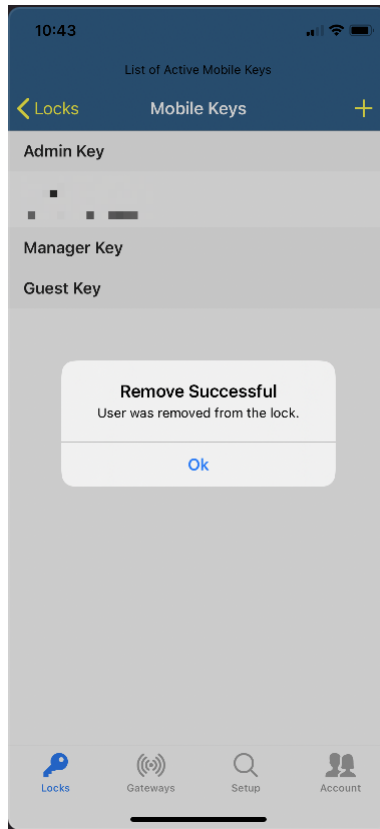 10:43
List of Active Mobile Keys
Locks
Mobile Keys
+
Admin Key
Manager Key
Guest Key
Remove Successful
User was removed from the lock.
Ok
Locks
Gateways
Setup
Account